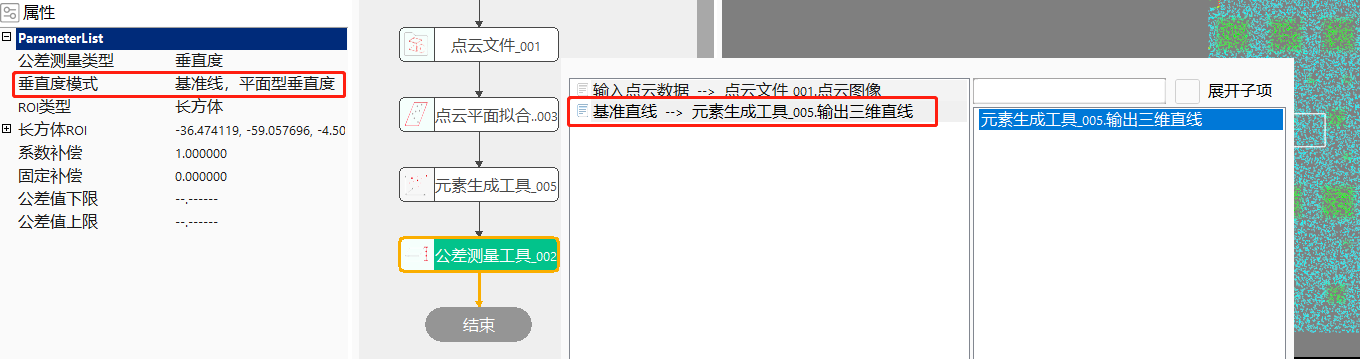 属性
ParameterList
公差测量类型 垂直度
垂直度模式 基准线，平面型垂直度
ROI类型 长方体
长方体ROI -36.474119, -59.057696, -4.50
系数补偿 1.000000
固定补偿 0.000000
公差值下限 --.------
公差值上限 --.------
点云文件_001
点云平面拟合..003
元素生成工具_005
公差测量工具_002
结束
输入点云数据 --> 点云文件_001.点云图像
基准直线 --> 元素生成工具_005.输出三维直线
展开子项
元素生成工具_005.输出三维直线